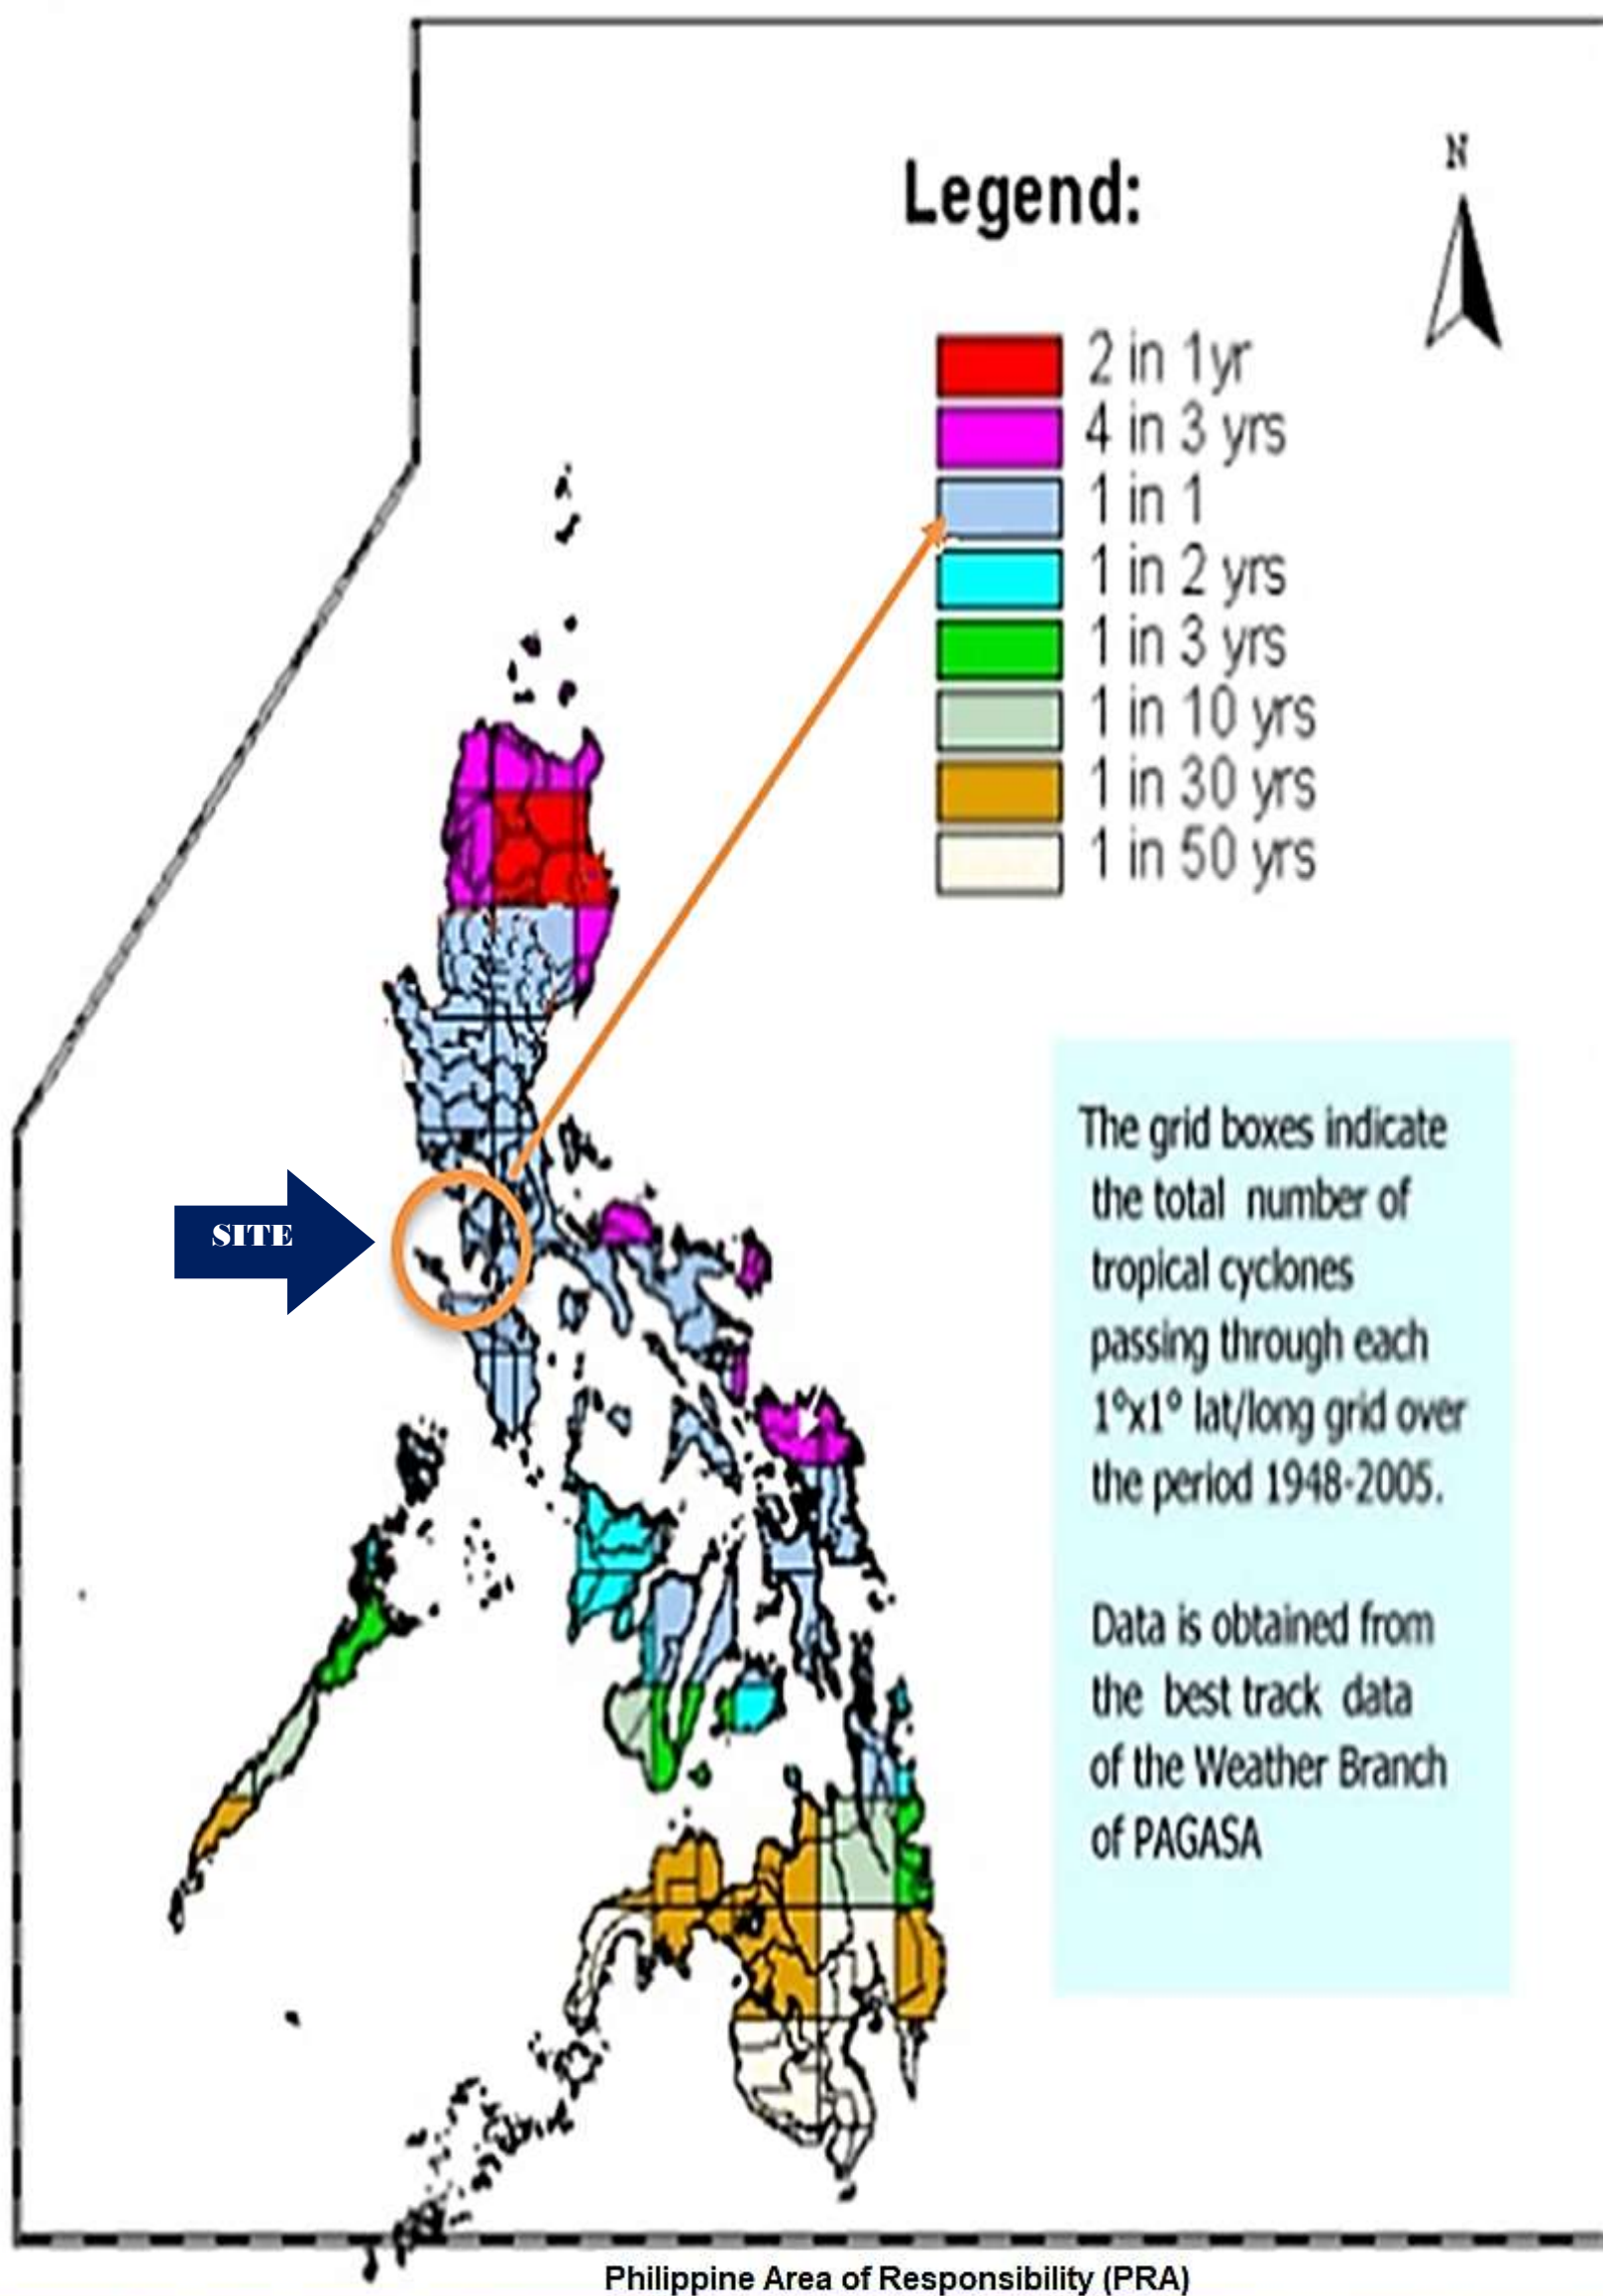 N
Legend:
2 in 1yr
4 in 3 yrs
1 in 1
1 in 2 yrs
1 in 3 yrs
1 in 10 yrs
1 in 30 yrs
1 in 50 yrs
SITE
The grid boxes indicate
the total number of
tropical cyclones
passing through each
1°x1° lat/long grid over
the period 1948-2005.
Data is obtained from
the best track data
of the Weather Branch
of PAGASA
Philippine Area of Responsibility (PRA)